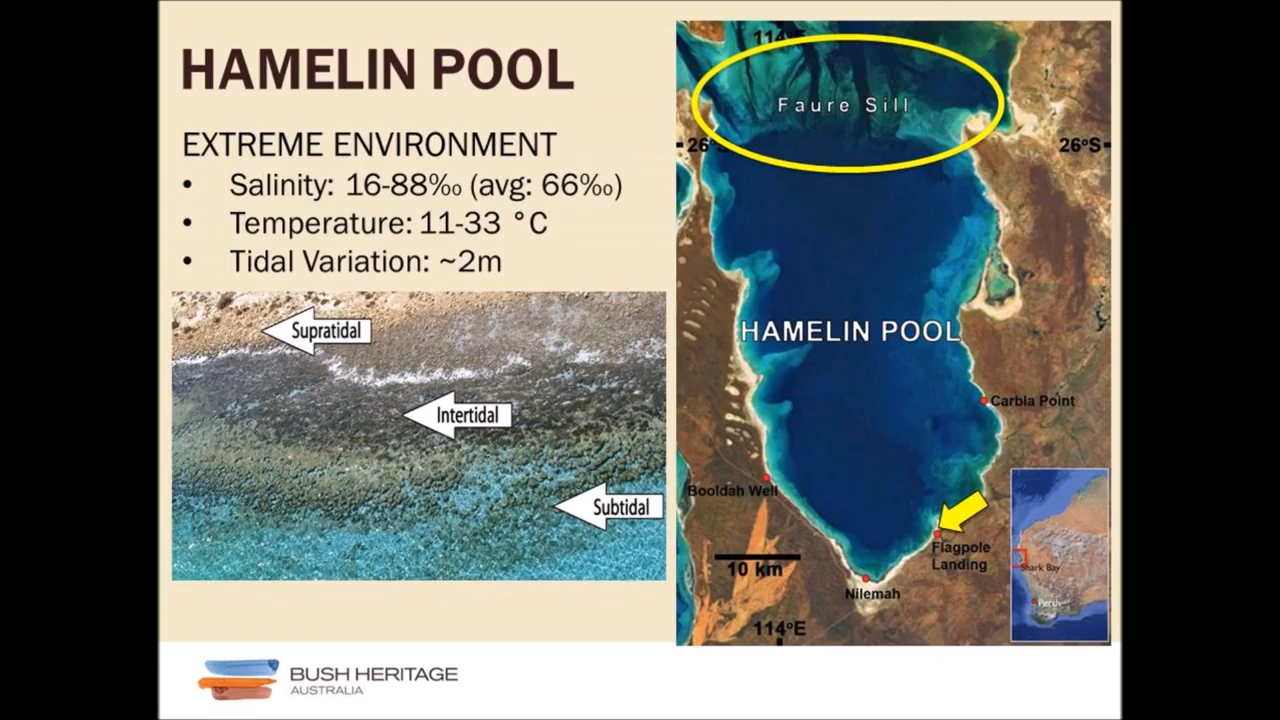 HAMELIN POOL
EXTREME ENVIRONMENT
• Salinity: 16-88‰ (avg: 66‰)
• Temperature: 11-33 °C
• Tidal Variation: ~2m
Supratidal
Intertidal
Subtidal
BUSH HERITAGE
AUSTRALIA
114°E
Faure Sill
26°S
26°S
HAMELIN POOL
Carbla Point
Booldah Well
Flagpole
Landing
10 km
Nilemah
114°E
Shark Bay
Perth